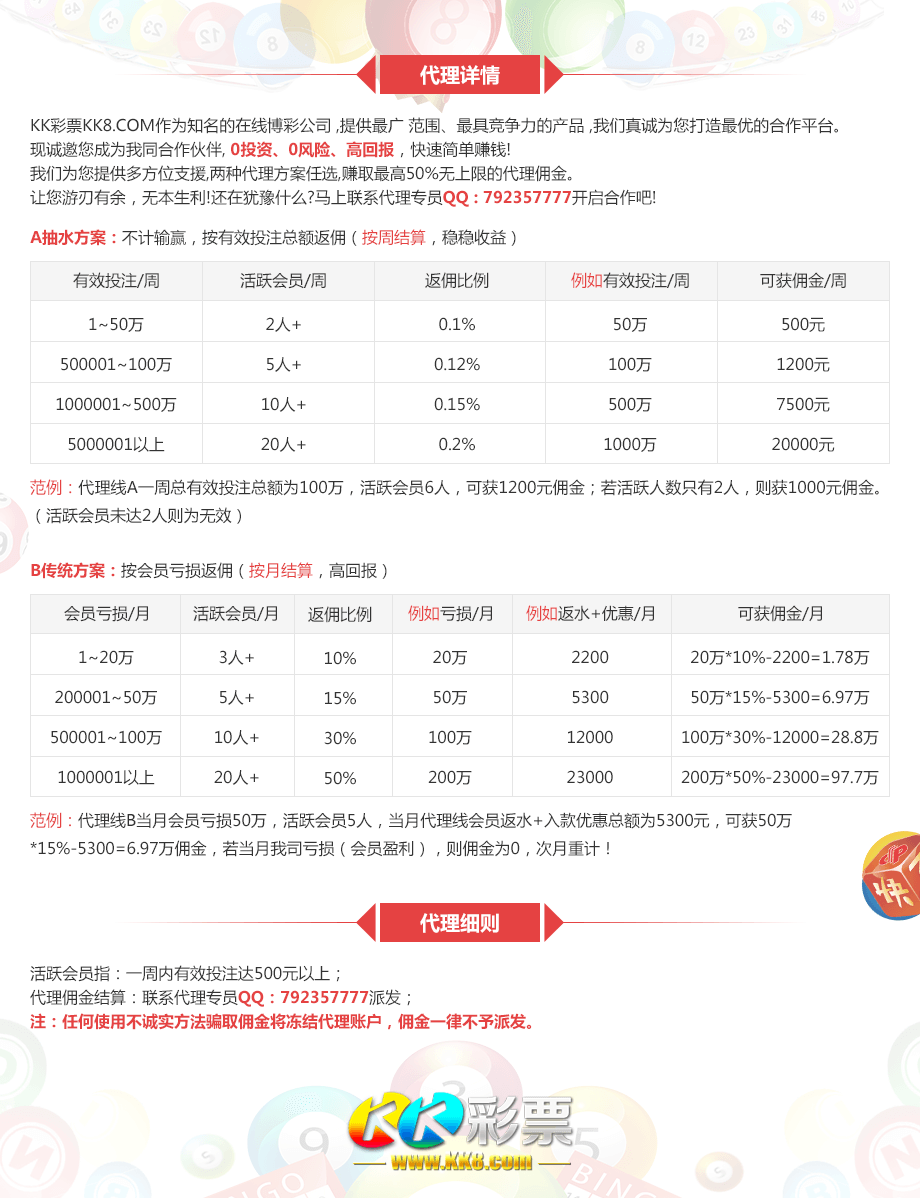 代理详情
KK彩票KK8.COM作为知名的在线博彩公司 ,提供最广 范围、最具竞争力的产品 ,我们真诚为您打造最优的合作平台。
现诚邀您成为我司合作伙伴, 0投资、0风险、高回报，快速简单赚钱!
我们为您提供多方位支援,两种代理方案任选,赚取最高50%无上限的代理佣金。
让您游刃有余，无本生利!还在犹豫什么?马上联系代理专员QQ：792357777开启合作吧!
A抽水方案：不计输赢，按有效投注总额返佣（按周结算，稳稳收益）
有效投注/周 活跃会员/周 返佣比例 例如有效投注/周 可获佣金/周
1~50万 2人+ 0.1% 50万 500元
500001~100万 5人+ 0.12% 100万 1200元
1000001~500万 10人+ 0.15% 500万 7500元
5000001以上 20人+ 0.2% 1000万 20000元
范例：代理线A一周总有效投注总额为100万，活跃会员6人，可获1200元佣金；若活跃人数只有2人，则获1000元佣金。
（活跃会员未达2人则为无效）
B传统方案：按会员亏损返佣（按月结算，高回报）
会员亏损/月 活跃会员/月 返佣比例 例如亏损/月 例如返水+优惠/月 可获佣金/月
1~20万 3人+ 10% 20万 2200 20万*10%-2200=1.78万
200001~50万 5人+ 15% 50万 5300 50万*15%-5300=6.97万
500001~100万 10人+ 30% 100万 12000 100万*30%-12000=28.8万
1000001以上 20人+ 50% 200万 23000 200万*50%-23000=97.7万
范例：代理线B当月会员亏损50万，活跃会员5人，当月代理线会员返水+入款优惠总额为5300元，可获50万
*15%-5300=6.97万佣金，若当月我司亏损（会员盈利），则佣金为0，次月重计！
快
代理细则
活跃会员指：一周内有效投注达500元以上；
代理佣金结算：联系代理专员QQ：792357777派发；
注：任何使用不诚实方法骗取佣金将冻结代理账户，佣金一律不予派发。
KK彩票
www.KK8.com